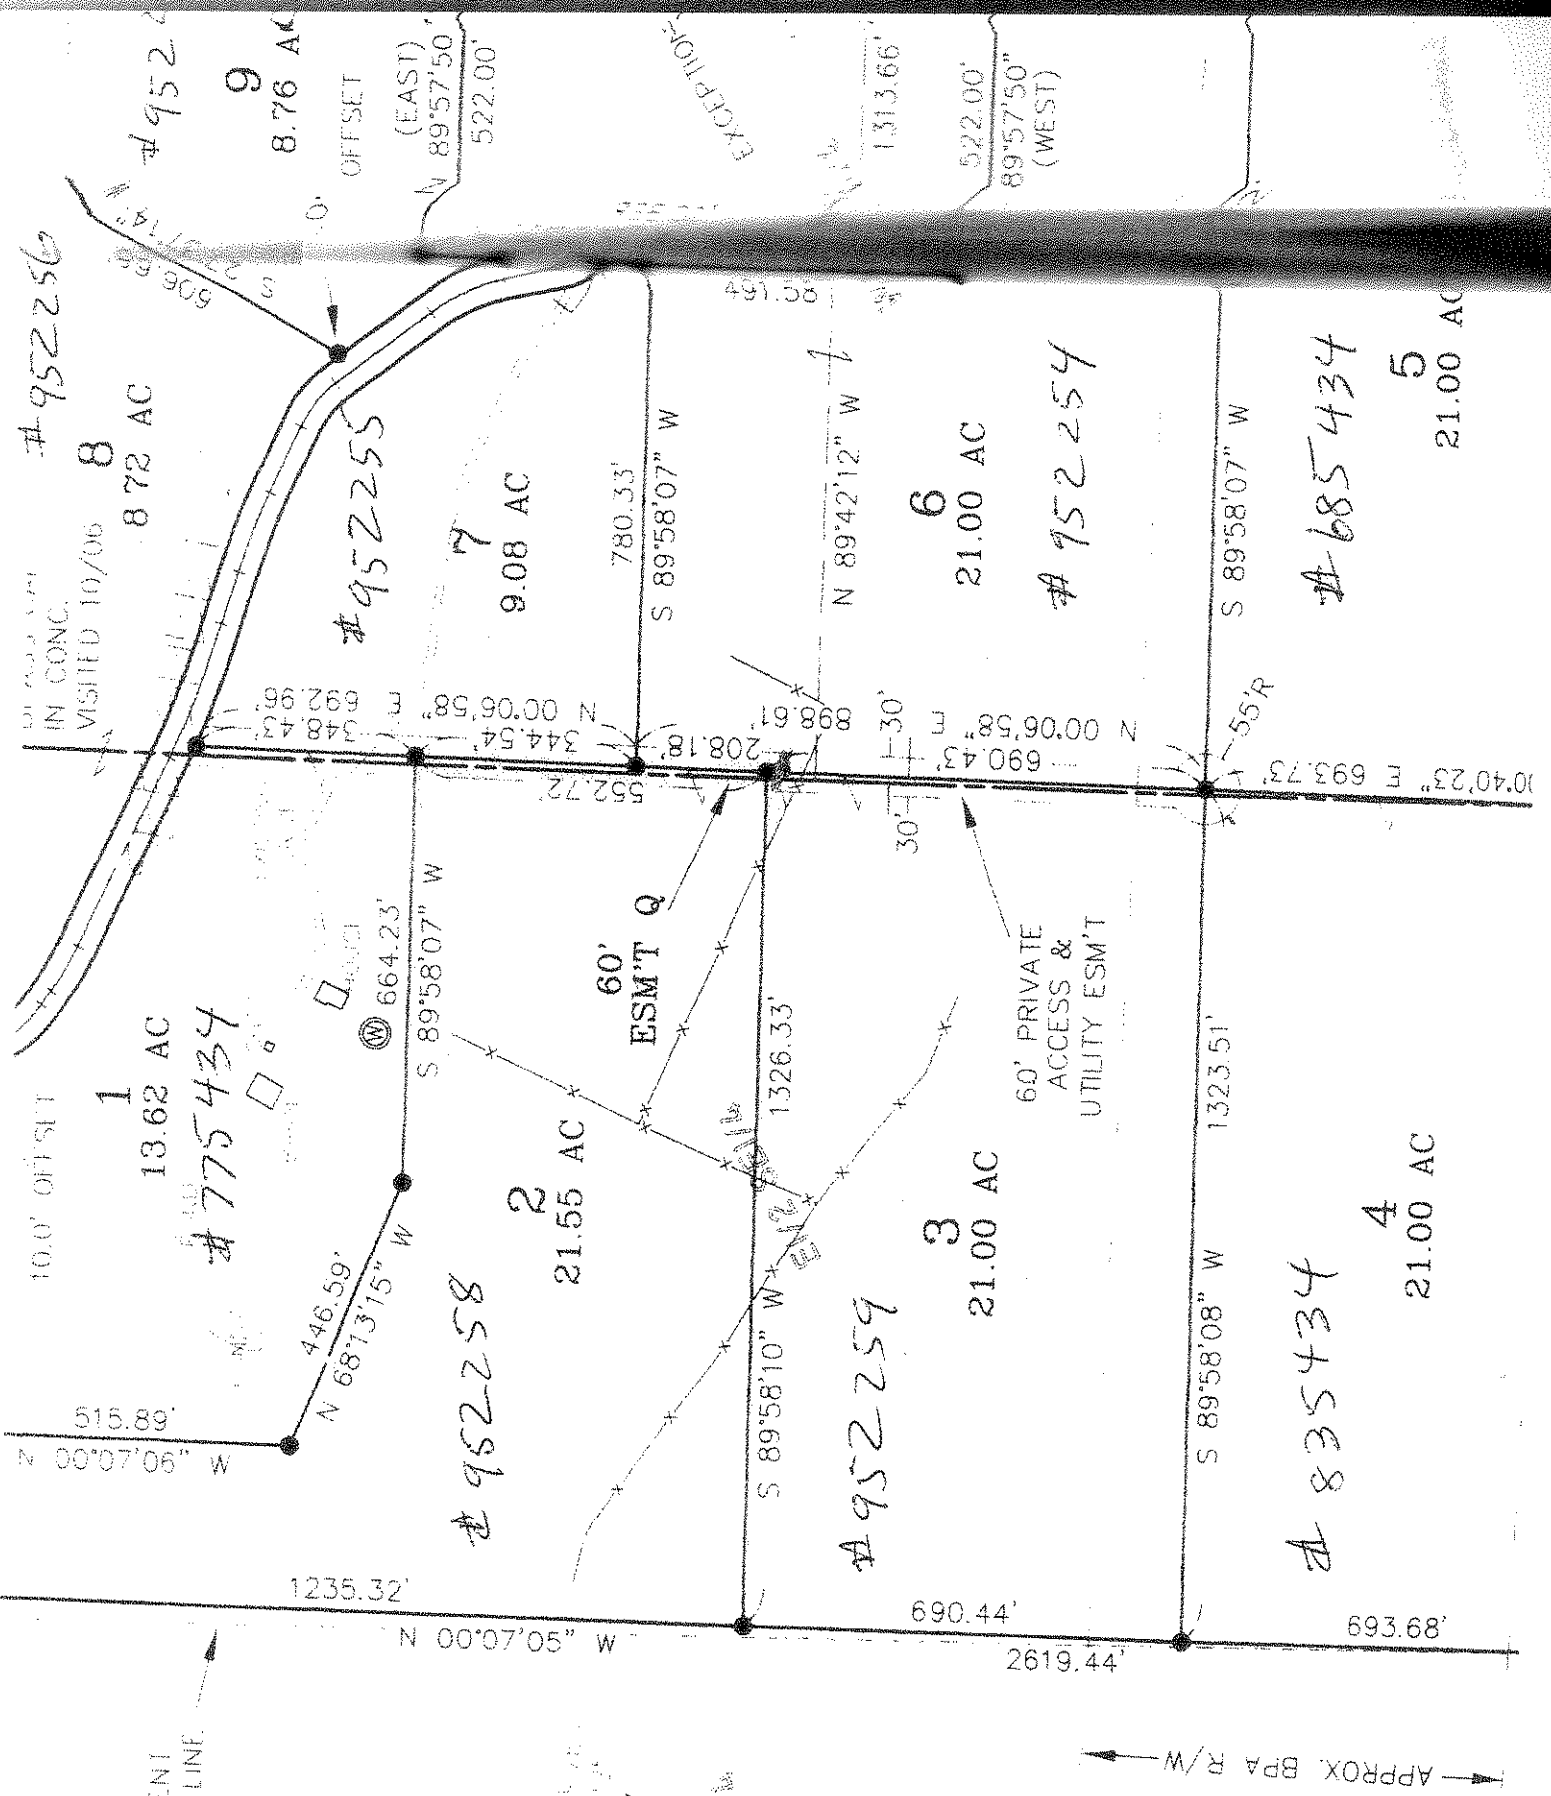 IN CONC.
VISITED 10/06
#952256
8
8 72 AC
#952
9
8.76 AC
OFFSET
(EAST)
N 89°57'50
522.00'
EXCEPTION
1313.66'
522.00'
89°57'50"
(WEST)
#952255
7
9.08 AC
780.33'
S 89°58'07" W
491.58
N 89°42'12" W
6
21.00 AC
#952254
S 89°58'07" W
#685434
5
21.00 AC
348.43'
692.96'
344.54'
N 00°06'58" E
552.72'
208.18'
898.61'
30'
30'
690.43'
N 00°06'58" E
55'R
10°40'23" E 693.73'
10.0' OFFSET
1
13.62 AC
#775434
W 664.23'
S 89°58'07" W
60'
ESM'T Q
60' PRIVATE
ACCESS &
UTILITY ESM'T
446.59'
N 68°13'15" W
515.89'
N 00°07'06" W
2
21.55 AC
#952258
1326.33'
S 89°58'10" W
3
21.00 AC
#952259
1323.51'
S 89°58'08" W
4
21.00 AC
#835434
1235.32'
N 00°07'05" W
690.44'
2619.44'
693.68'
ENT
LINE
APPROX. BPA R/W